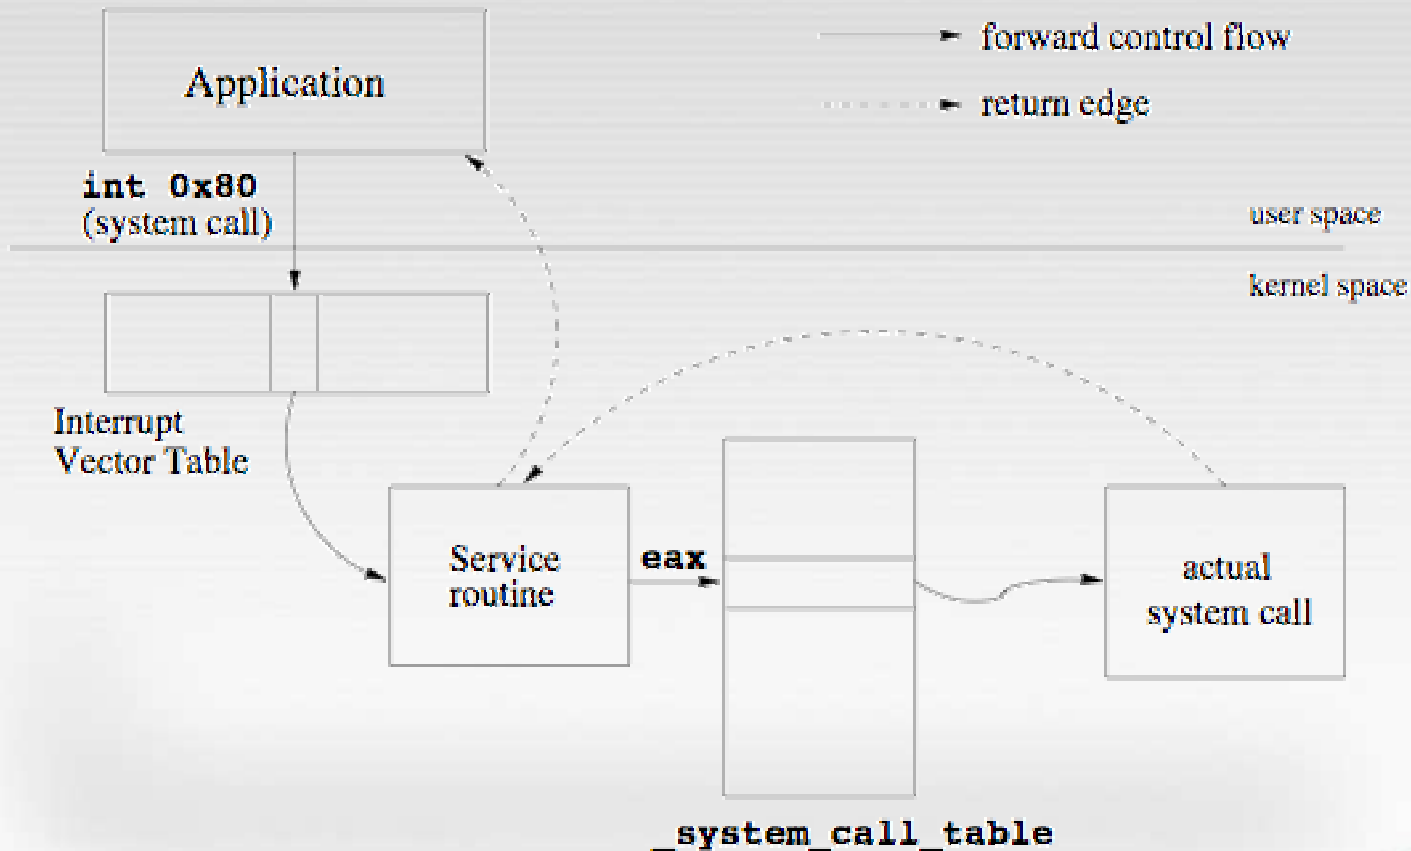 Application
forward control flow
return edge
int 0x80
(system call)
user space
kernel space
Interrupt
Vector Table
Service
routine
eax
actual
system call
_system_call_table